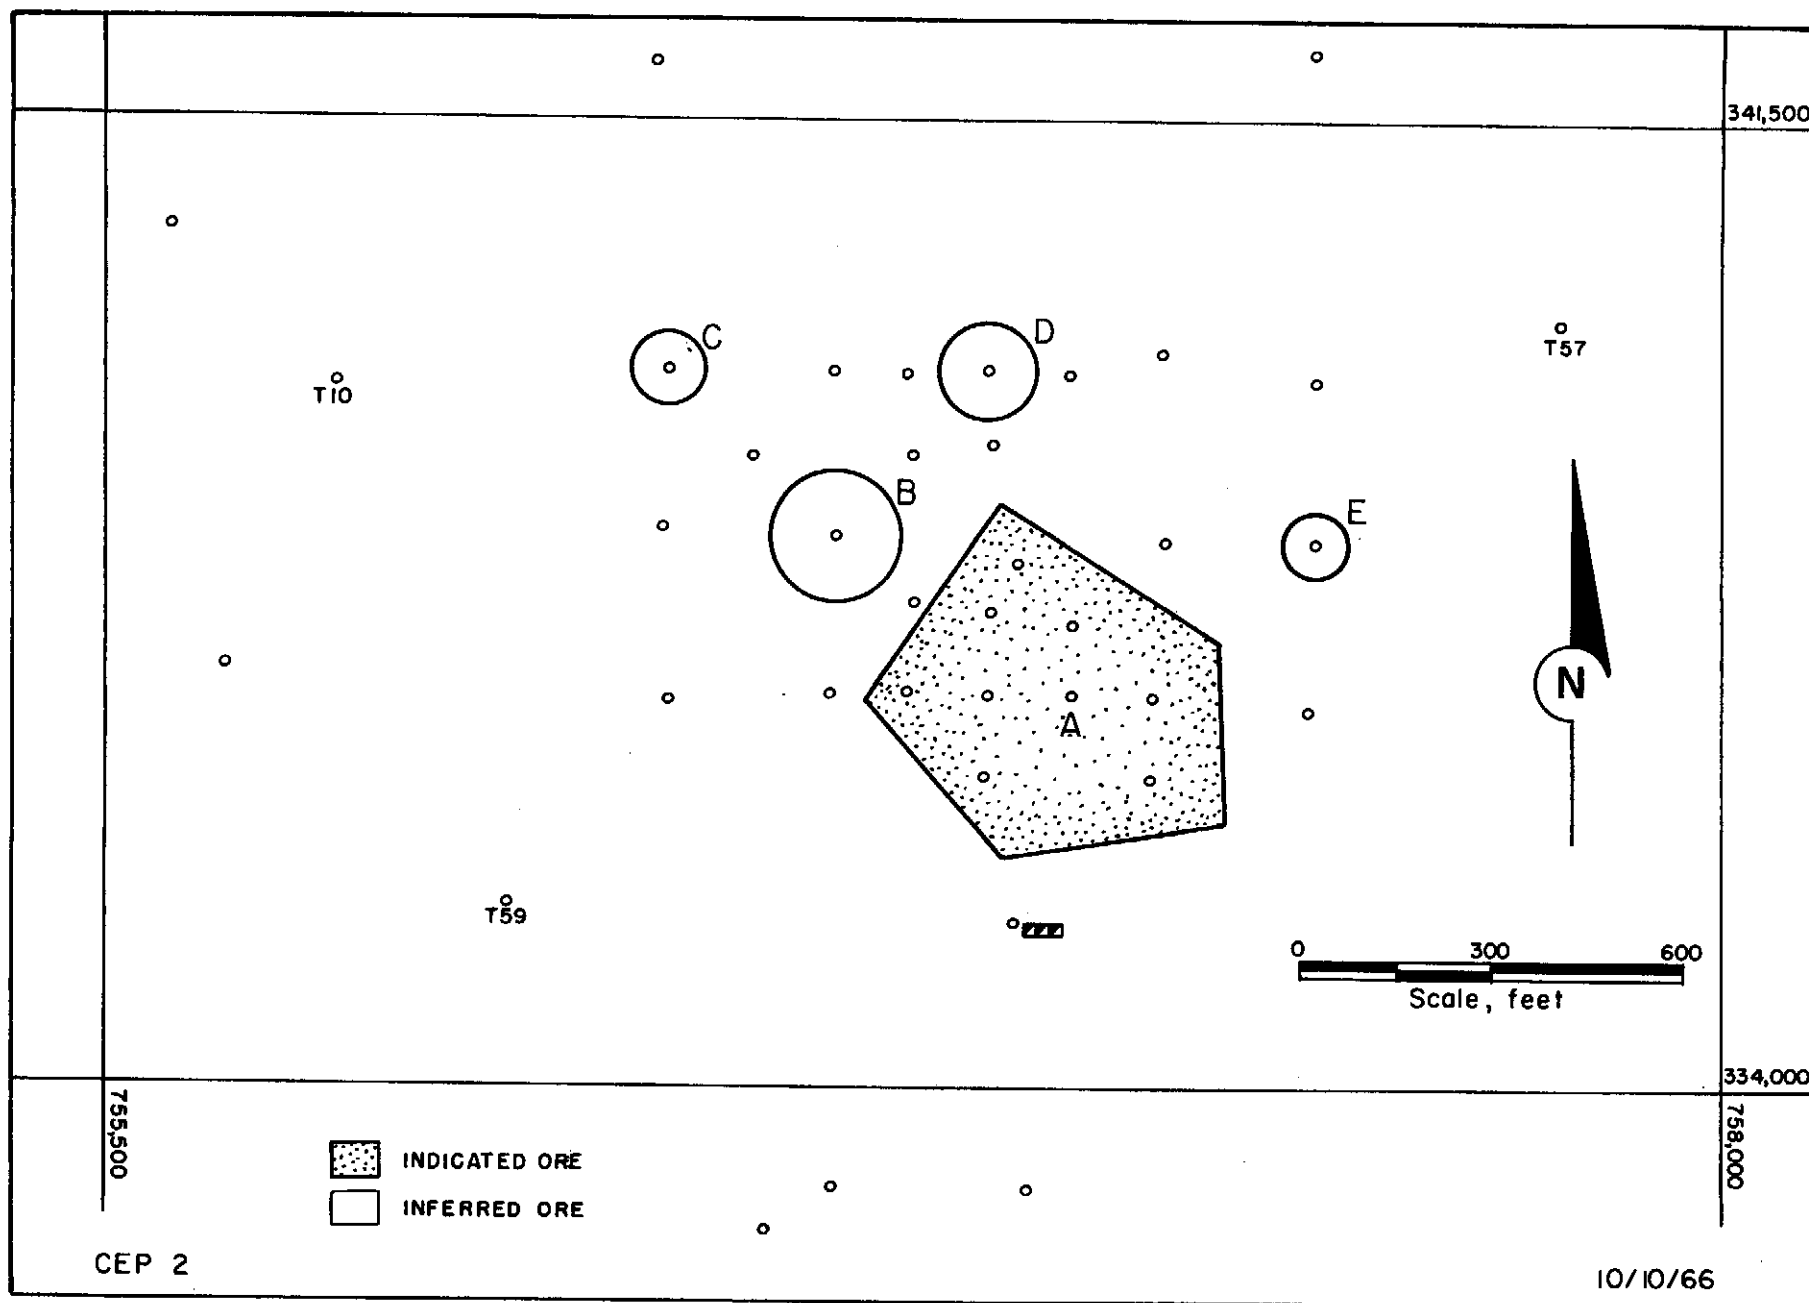 341,500
C
D
T57
T10
B
E
N
A
T59
0 300 600
Scale, feet
334,000
755,500
758,000
INDICATED ORE
INFERRED ORE
CEP 2
10/10/66